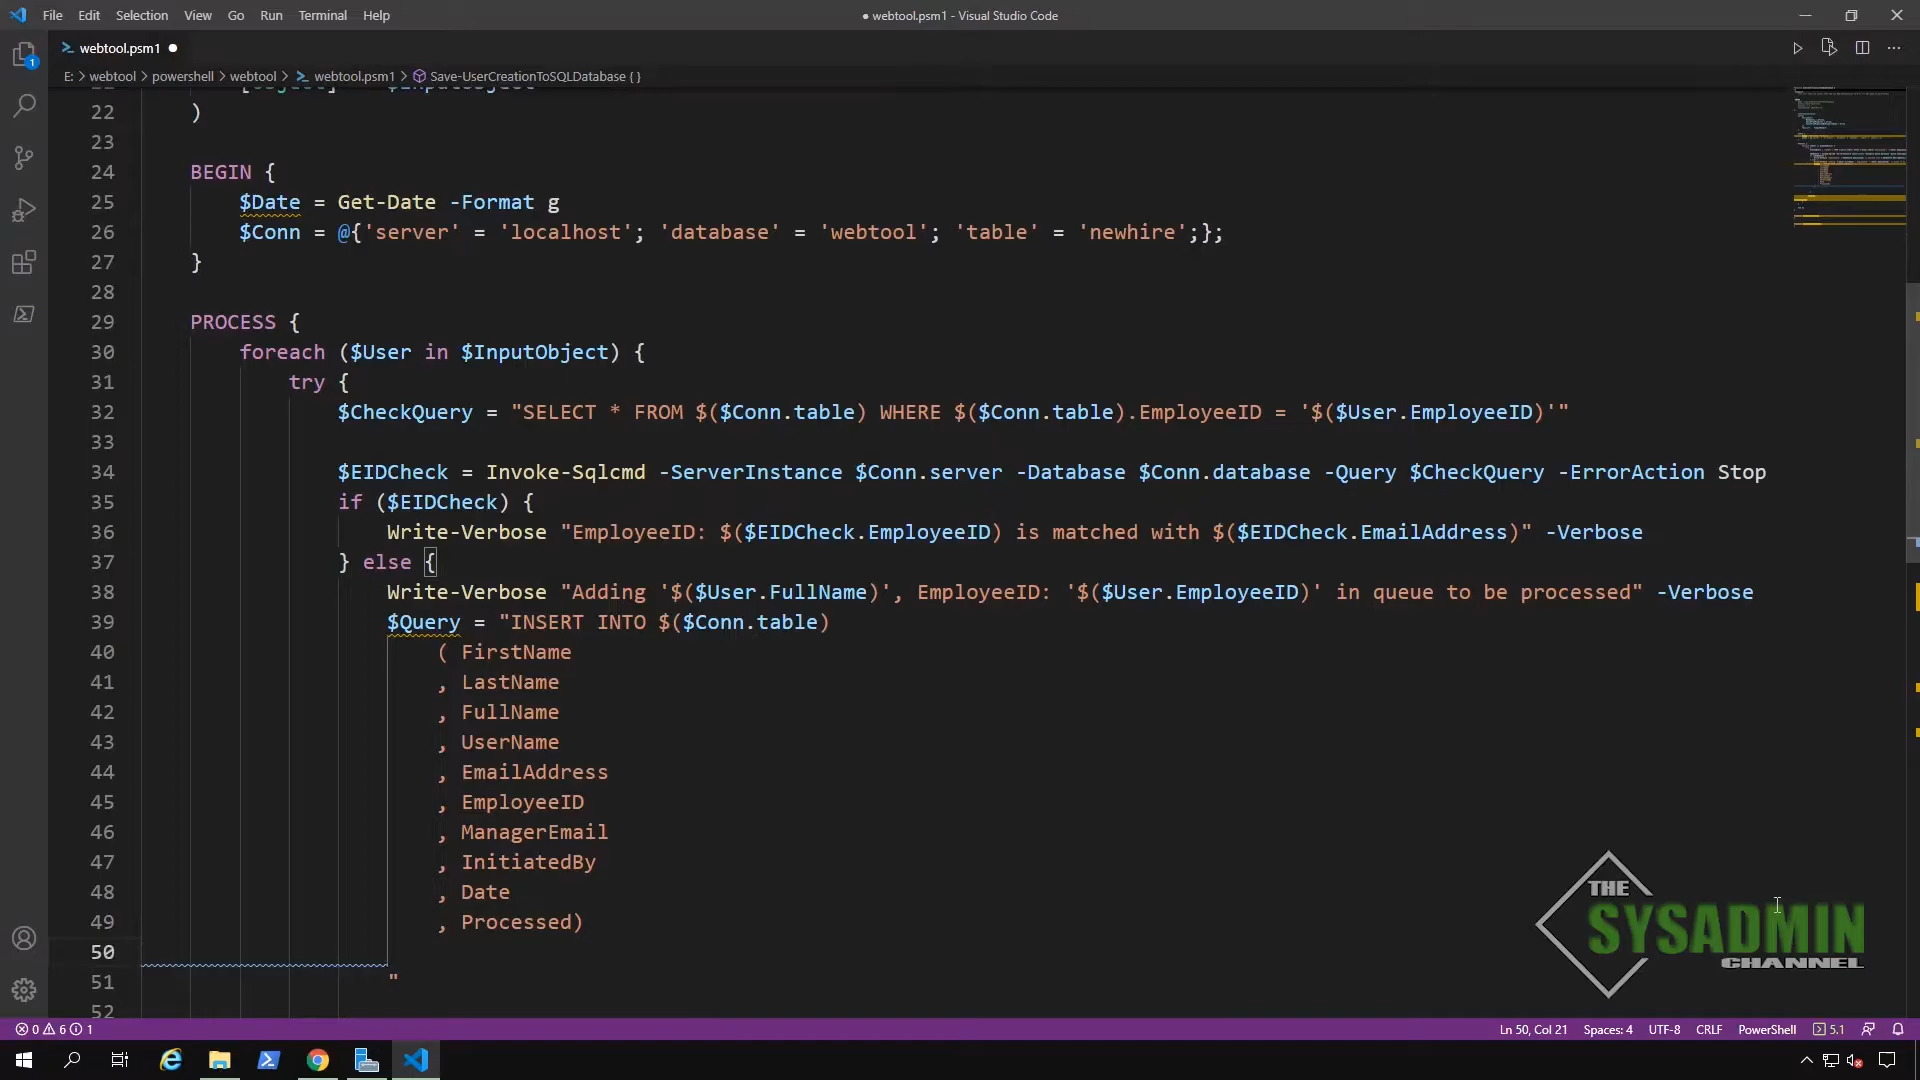 File Edit Selection View Go Run Terminal Help
● webtool.psm1 - Visual Studio Code
webtool.psm1
E: > webtool > powershell > webtool > webtool.psm1 > Save-UserCreationToSQLDatabase { }
22 )
23
24 BEGIN {
25 $Date = Get-Date -Format g
26 $Conn = @{'server' = 'localhost'; 'database' = 'webtool'; 'table' = 'newhire';};
27 }
28
29 PROCESS {
30 foreach ($User in $InputObject) {
31 try {
32 $CheckQuery = "SELECT * FROM $($Conn.table) WHERE $($Conn.table).EmployeeID = '$($User.EmployeeID)'"
33
34 $EIDCheck = Invoke-Sqlcmd -ServerInstance $Conn.server -Database $Conn.database -Query $CheckQuery -ErrorAction Stop
35 if ($EIDCheck) {
36 Write-Verbose "EmployeeID: $($EIDCheck.EmployeeID) is matched with $($EIDCheck.EmailAddress)" -Verbose
37 } else {
38 Write-Verbose "Adding '$($User.FullName)', EmployeeID: '$($User.EmployeeID)' in queue to be processed" -Verbose
39 $Query = "INSERT INTO $($Conn.table)
40 ( FirstName
41 , LastName
42 , FullName
43 , UserName
44 , EmailAddress
45 , EmployeeID
46 , ManagerEmail
47 , InitiatedBy
48 , Date
49 , Processed)
50
51 "
52
THE
SYSADMIN
CHANNEL
0 6 1
Ln 50, Col 21 Spaces: 4 UTF-8 CRLF PowerShell 5.1